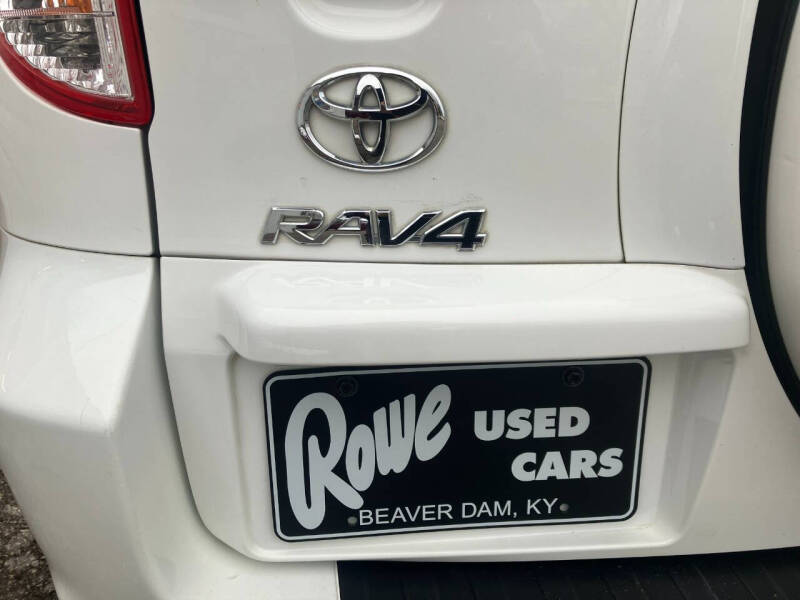 RAV4
Rowe USED
CARS
BEAVER DAM, KY